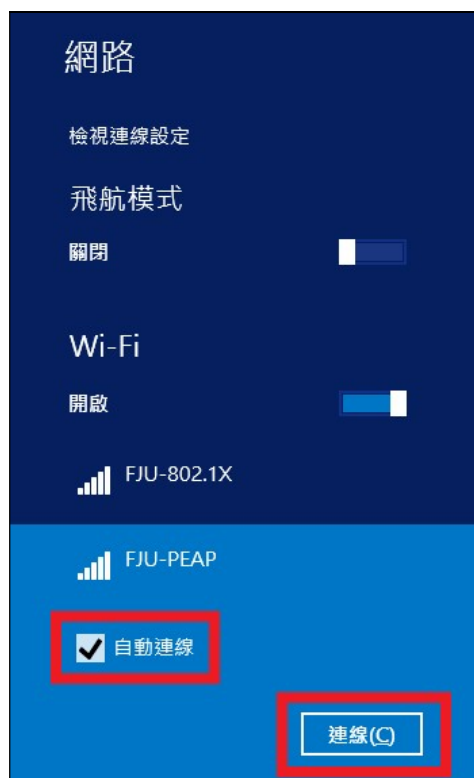 網路
檢視連線設定
飛航模式
關閉
Wi-Fi
開啟
FJU-802.1X
FJU-PEAP
自動連線
連線(C)